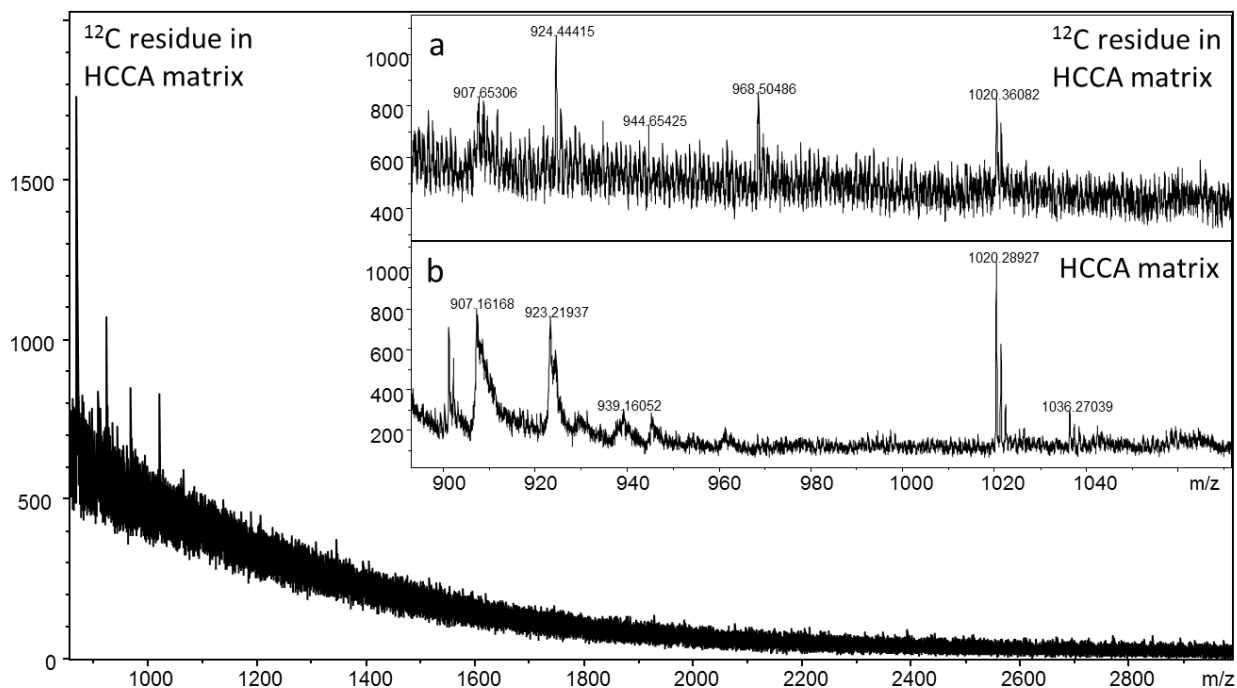 ¹²C residue in
HCCA matrix
1500
1000
500
0
1000 1200 1400 1600 1800 2000 2200 2400 2600 2800 m/z
a
¹²C residue in
HCCA matrix
1000
800
600
400
924.44415
907.65306
944.65425
968.50486
1020.36082
b
HCCA matrix
1000
800
600
400
200
907.16168
923.21937
939.16052
1020.28927
1036.27039
900 920 940 960 980 1000 1020 1040 m/z